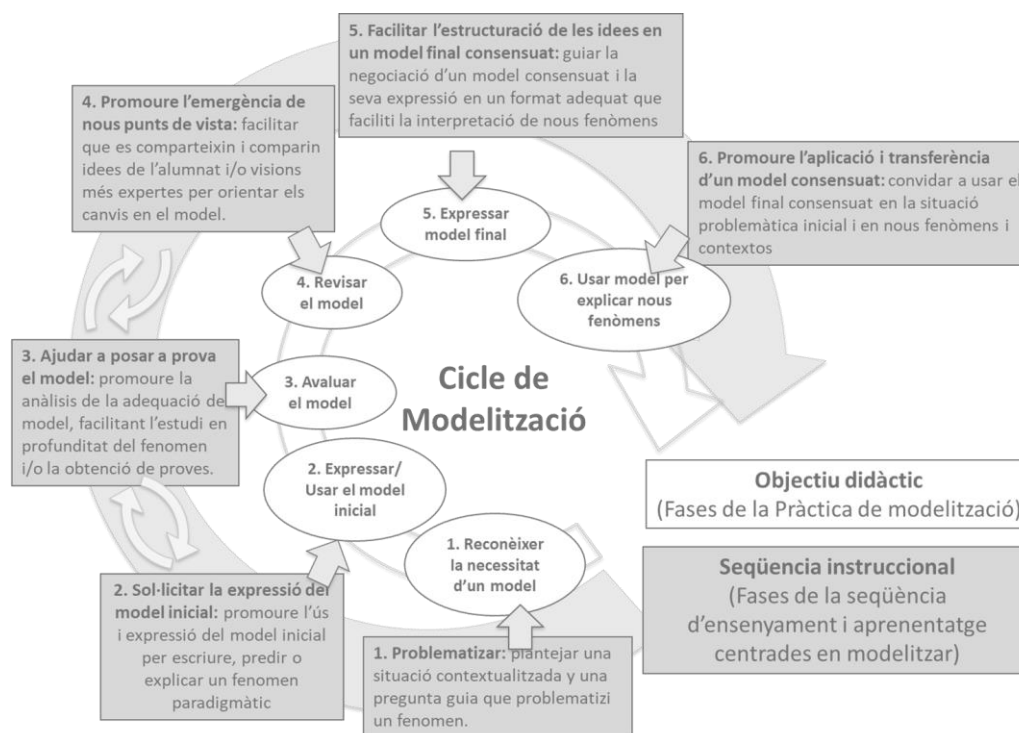 5. Facilitar l'estructuració de les idees en
un model final consensuat: guiar la
negociació d'un model consensuat i la
seva expressió en un format adequat que
faciliti la interpretació de nous fenòmens
4. Promoure l'emergència de
nous punts de vista: facilitar
que es comparteixin i comparin
idees de l'alumnat i/o visions
més expertes per orientar els
canvis en el model.
6. Promoure l'aplicació i transferència
d'un model consensuat: convidar a usar el
model final consensuat en la situació
problemàtica inicial i en nous fenòmens i
contextos
5. Expressar
model final
4. Revisar
el model
6. Usar model per
explicar nous
fenòmens
3. Ajudar a posar a prova
el model: promoure la
anàlisis de la adequació de
model, facilitant l'estudi en
profunditat del fenomen
i/o la obtenció de proves.
3. Avaluar
el model
Cicle de
Modelització
2. Expressar/
Usar el model
inicial
1. Reconèixer
la necessitat
d'un model
Objectiu didàctic
(Fases de la Pràctica de modelització)
Seqüencia instruccional
(Fases de la seqüència
d'ensenyament i aprenentatge
centrades en modelitzar)
2. Sol·licitar la expressió del
model inicial: promoure l'ús
i expressió del model inicial
per escriure, predir o
explicar un fenomen
paradigmàtic
1. Problematizar: plantejar una
situació contextualitzada y una
pregunta guia que problematizi
un fenomen.